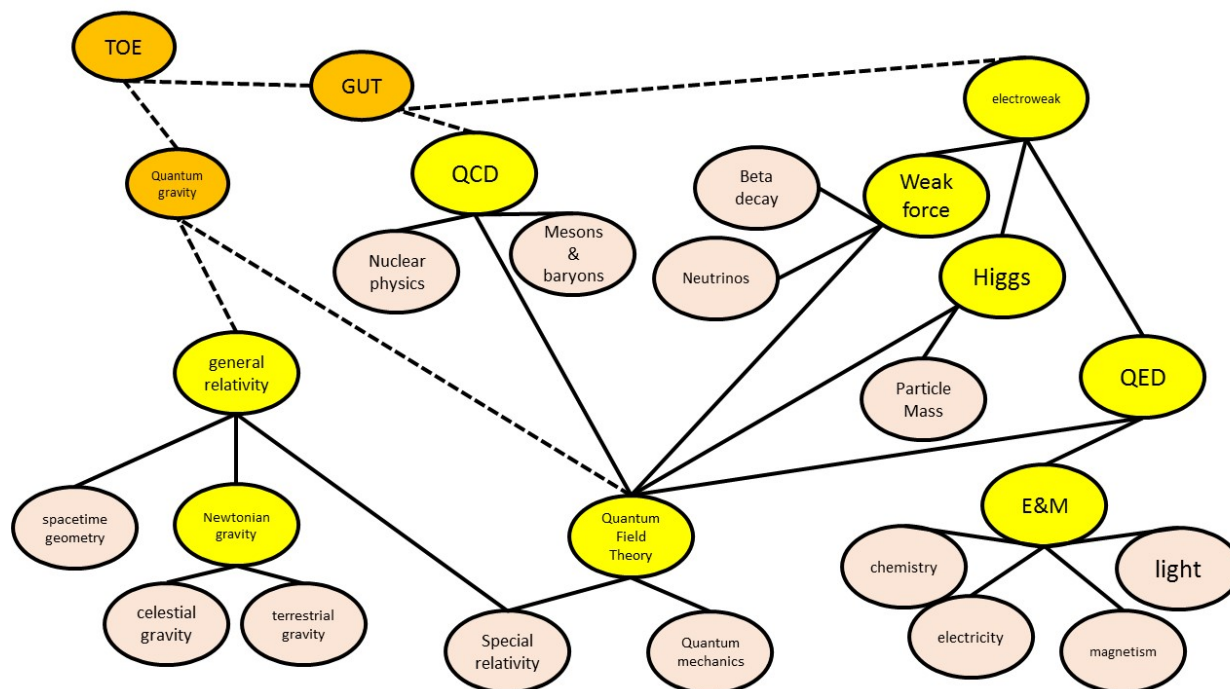 TOE
GUT
electroweak
Quantum
gravity
QCD
Beta
decay
Weak
force
Nuclear
physics
Mesons
&
baryons
Neutrinos
Higgs
general
relativity
Particle
Mass
QED
spacetime
geometry
Newtonian
gravity
Quantum
Field
Theory
E&M
chemistry
light
celestial
gravity
terrestrial
gravity
Special
relativity
Quantum
mechanics
electricity
magnetism